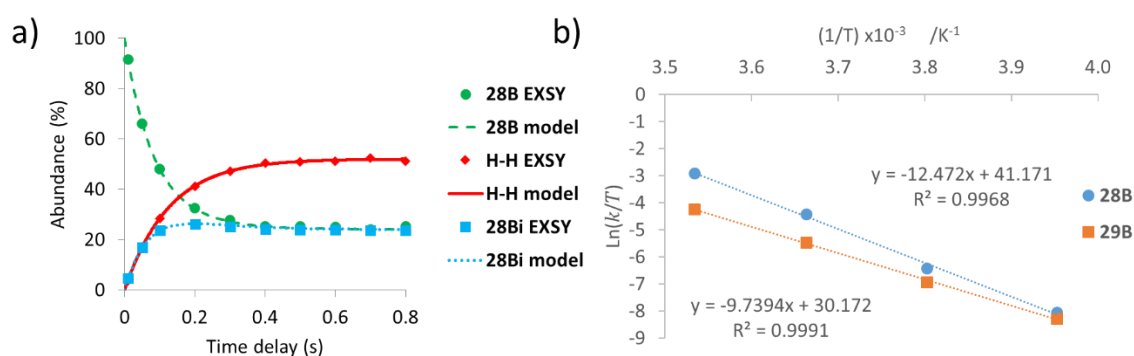 a)
Abundance (%)
100
80
60
40
20
0
0
0.2
0.4
0.6
0.8
Time delay (s)
28B EXSY
28B model
H-H EXSY
H-H model
28Bi EXSY
28Bi model
b)
(1/T) x10-3 /K-1
3.5
3.6
3.7
3.8
3.9
4.0
Ln(k/T)
0
-1
-2
-3
-4
-5
-6
-7
-8
-9
y = -12.472x + 41.171
R² = 0.9968
y = -9.7394x + 30.172
R² = 0.9991
28B
29B